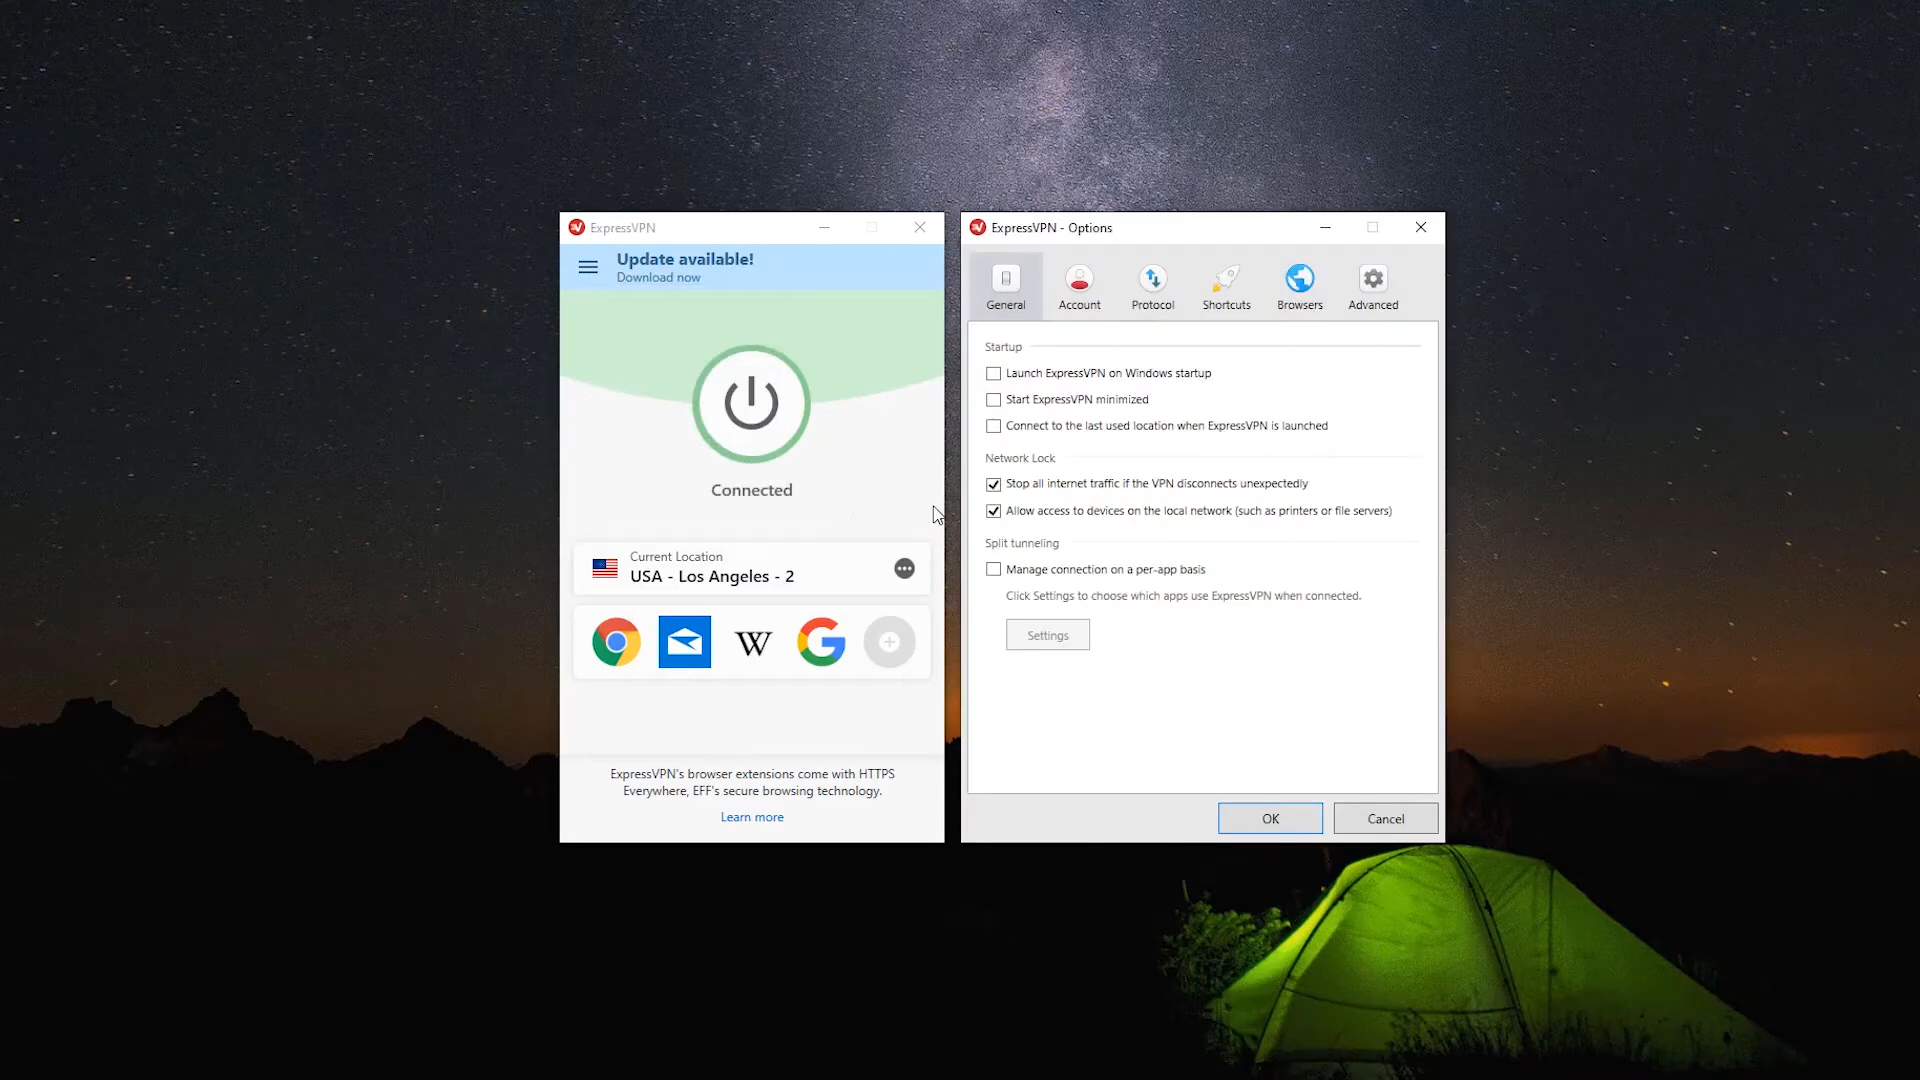 ExpressVPN
Update available!
Download now
Connected
Current Location
USA - Los Angeles - 2
W
ExpressVPN's browser extensions come with HTTPS
Everywhere, EFF's secure browsing technology.
Learn more
ExpressVPN - Options
General
Account
Protocol
Shortcuts
Browsers
Advanced
Startup
Launch ExpressVPN on Windows startup
Start ExpressVPN minimized
Connect to the last used location when ExpressVPN is launched
Network Lock
Stop all internet traffic if the VPN disconnects unexpectedly
Allow access to devices on the local network (such as printers or file servers)
Split tunneling
Manage connection on a per-app basis
Click Settings to choose which apps use ExpressVPN when connected.
Settings
OK
Cancel